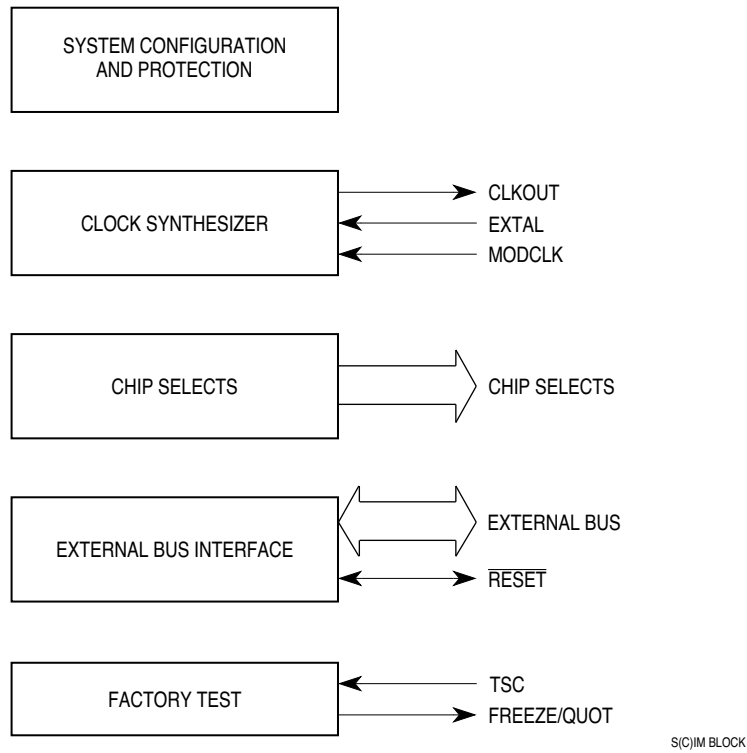 SYSTEM CONFIGURATION
AND PROTECTION
CLOCK SYNTHESIZER
CLKOUT
EXTAL
MODCLK
CHIP SELECTS
CHIP SELECTS
EXTERNAL BUS INTERFACE
EXTERNAL BUS
RESET
FACTORY TEST
TSC
FREEZE/QUOT
S(C)IM BLOCK